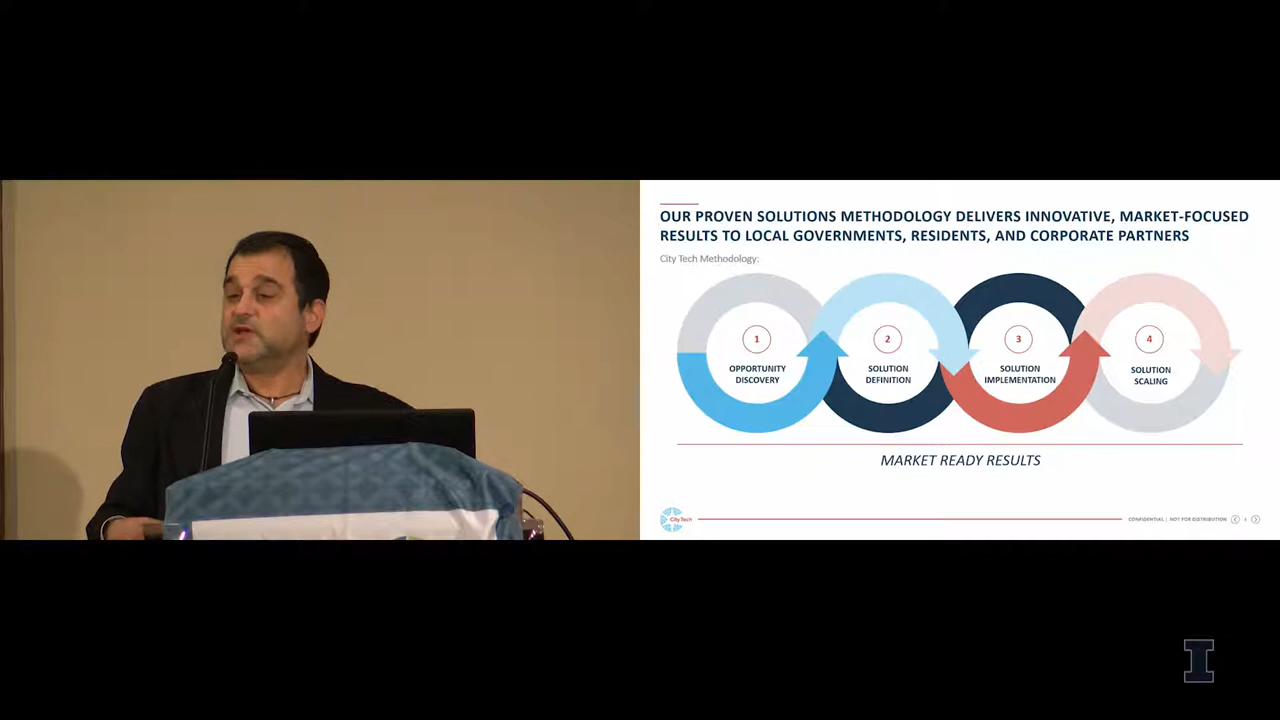 OUR PROVEN SOLUTIONS METHODOLOGY DELIVERS INNOVATIVE, MARKET-FOCUSED
RESULTS TO LOCAL GOVERNMENTS, RESIDENTS, AND CORPORATE PARTNERS
City Tech Methodology:
1
OPPORTUNITY
DISCOVERY
2
SOLUTION
DEFINITION
3
SOLUTION
IMPLEMENTATION
4
SOLUTION
SCALING
MARKET READY RESULTS
City Tech
CONFIDENTIAL | NOT FOR DISTRIBUTION
I